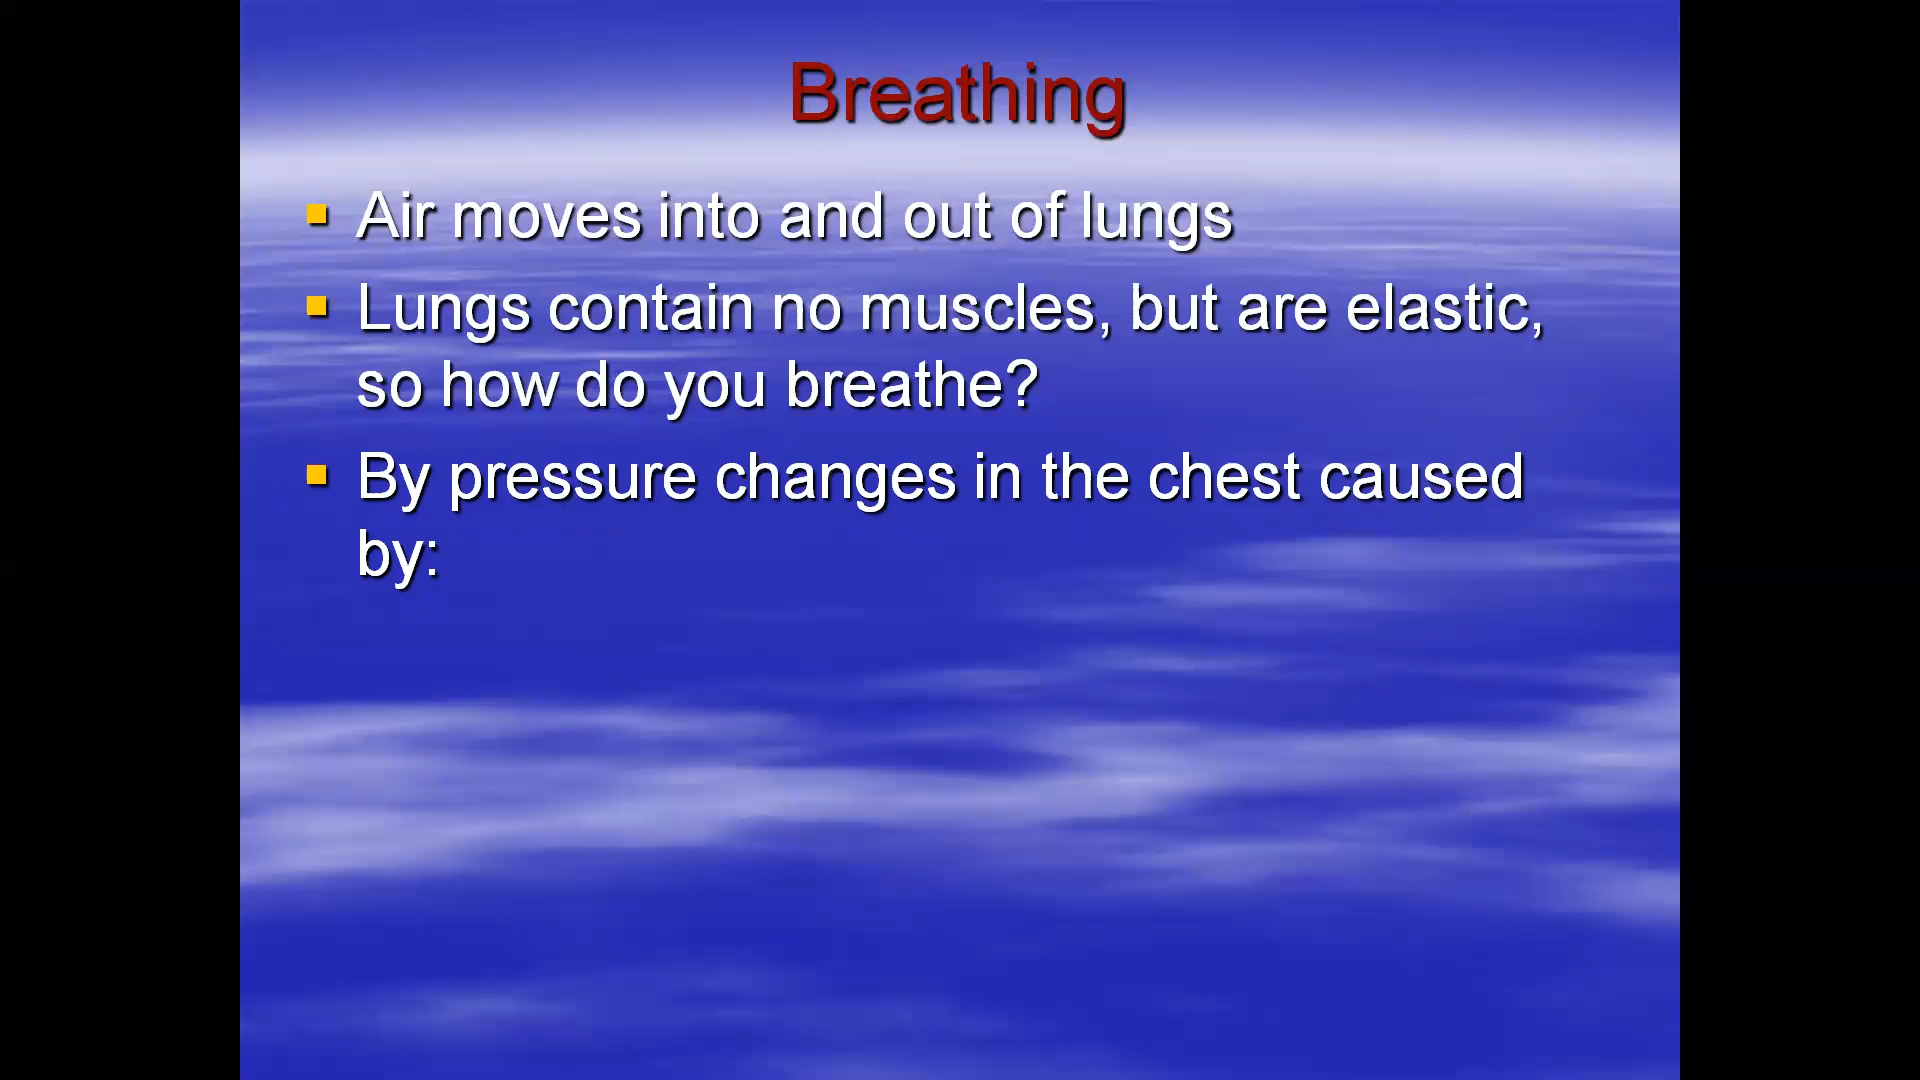 Breathing
Air moves into and out of lungs
Lungs contain no muscles, but are elastic,
so how do you breathe?
By pressure changes in the chest caused
by: